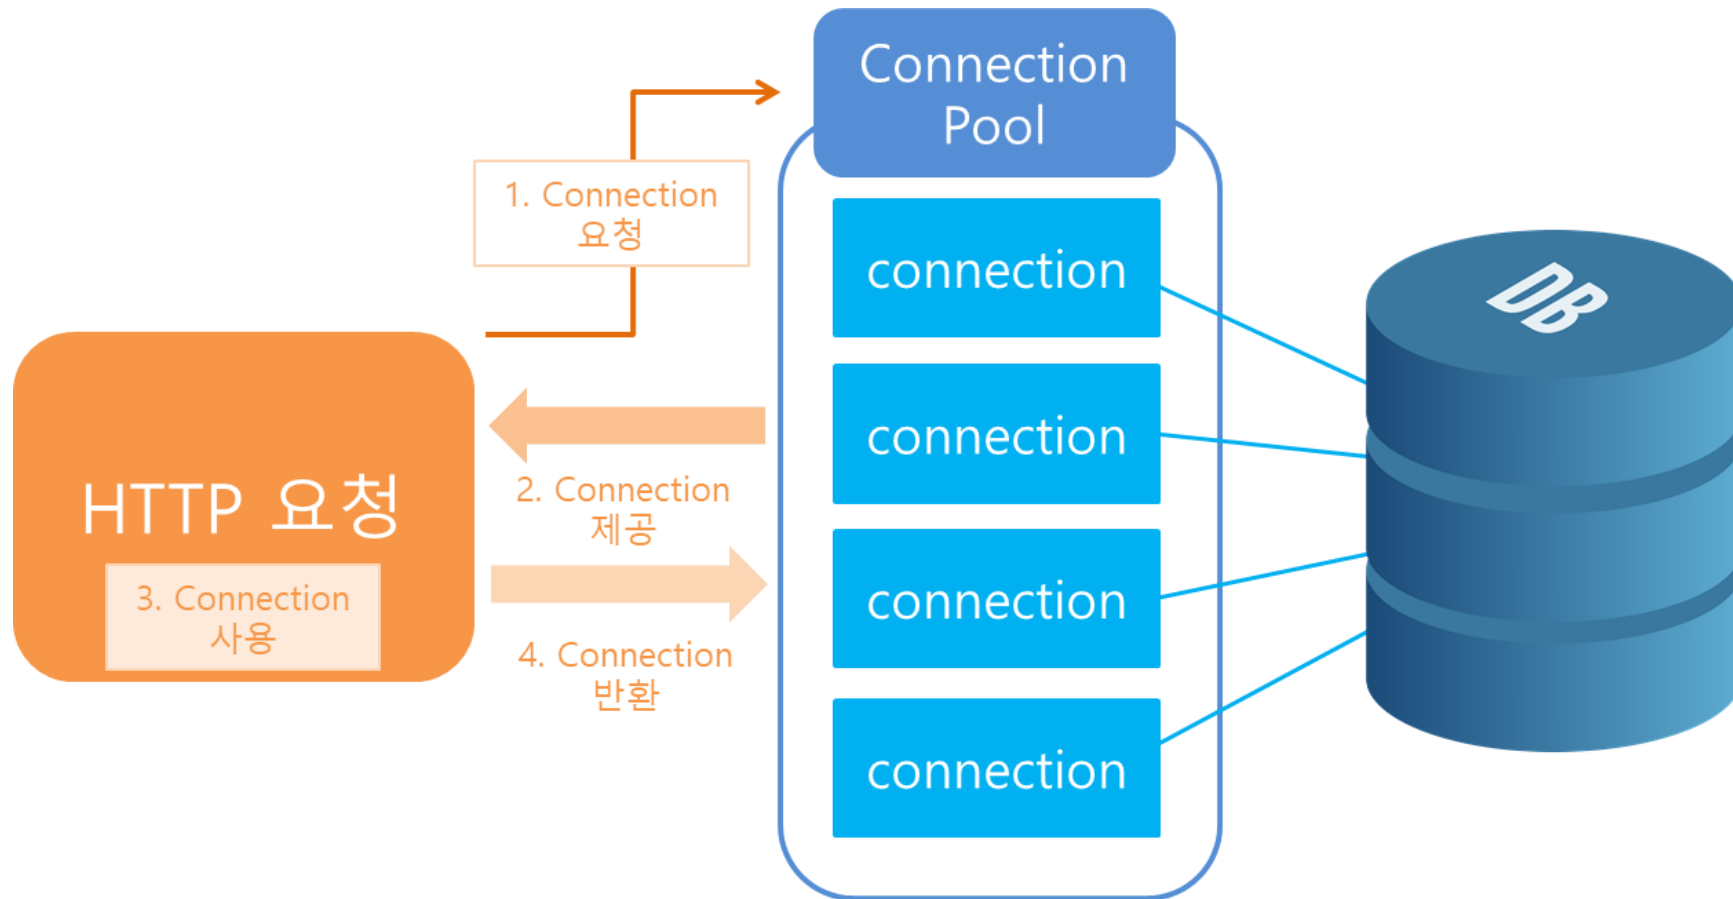 Connection
Pool
1. Connection
요청
connection
DB
connection
2. Connection
제공
HTTP 요청
3. Connection
사용
connection
4. Connection
반환
connection